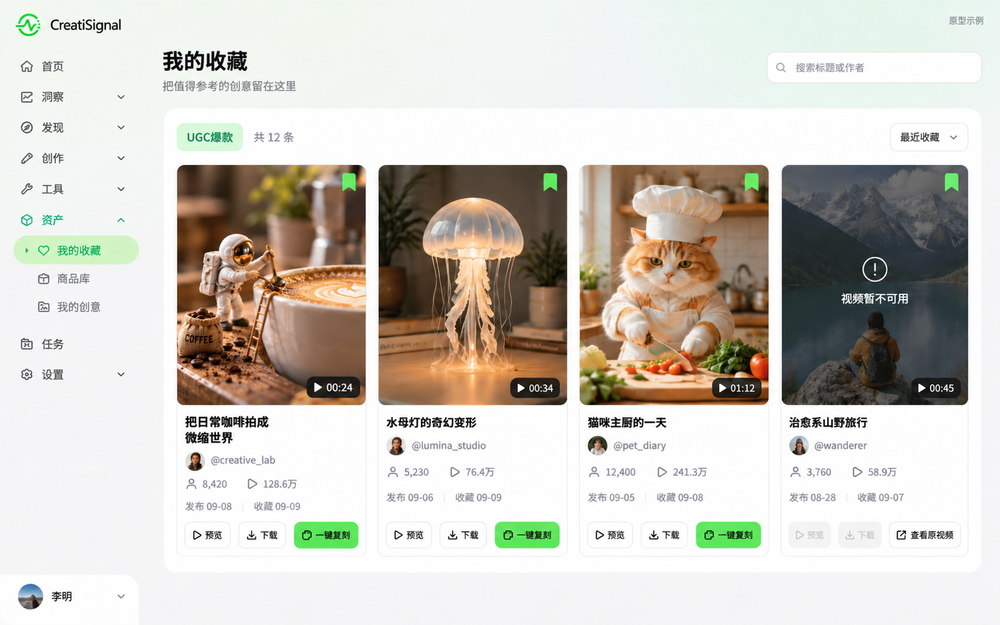 CreatiSignal
原型示例
首页
洞察
发现
创作
工具
资产
我的收藏
商品库
我的创意
任务
设置
李明
我的收藏
把值得参考的创意留在这里
搜索标题或作者
UGC爆款 共 12 条
最近收藏
COFFEE
00:24
把日常咖啡拍成
微缩世界
@creative_lab
8,420 128.6万
发布 09-08 收藏 09-09
预览 下载 一键复刻
00:34
水母灯的奇幻变形
@lumina_studio
5,230 76.4万
发布 09-06 收藏 09-09
预览 下载 一键复刻
01:12
猫咪主厨的一天
@pet_diary
12,400 241.3万
发布 09-05 收藏 09-08
预览 下载 一键复刻
视频暂不可用
00:45
治愈系山野旅行
@wanderer
3,760 58.9万
发布 08-28 收藏 09-07
预览 下载 查看原视频